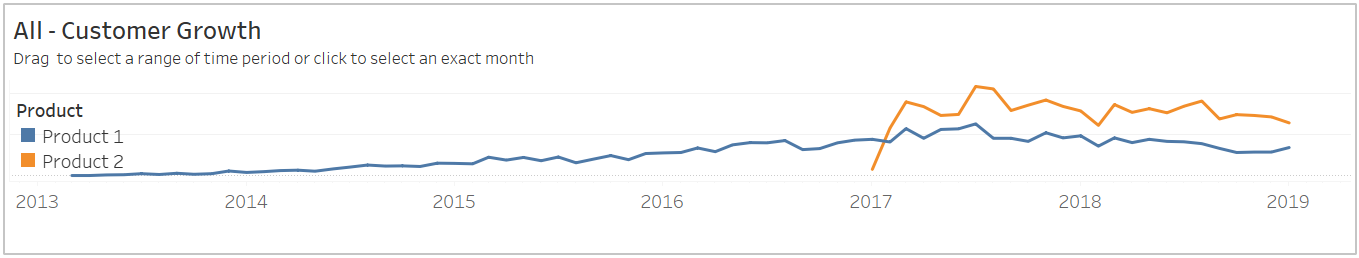 All - Customer Growth
Drag  to select a range of time period or click to select an exact month
Product
Product 1
Product 2
2013 2014 2015 2016 2017 2018 2019